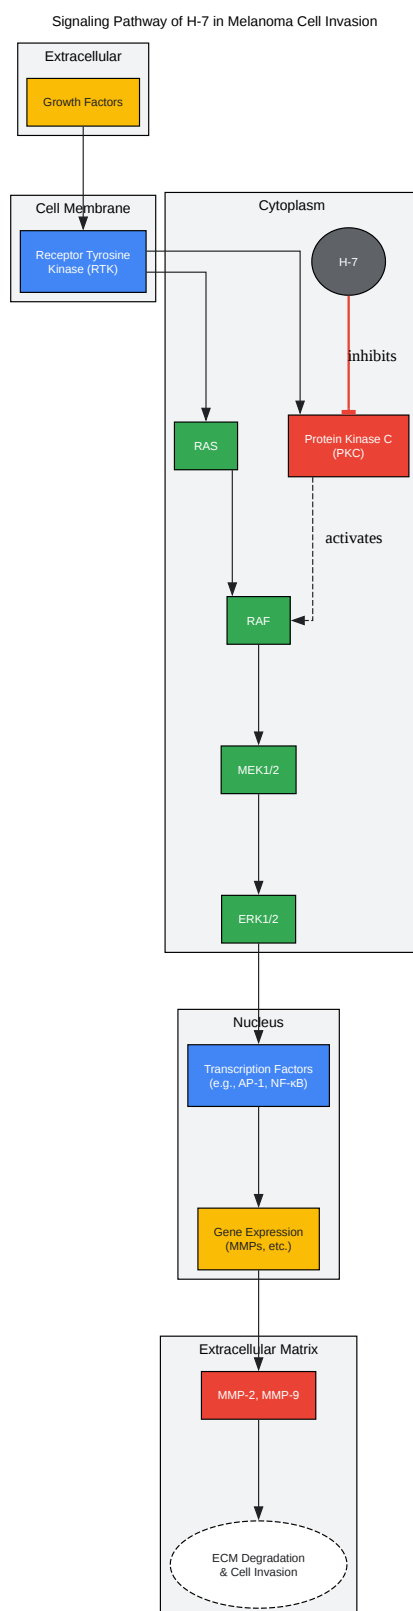 Signaling Pathway of H-7 in Melanoma Cell Invasion
Extracellular
Growth Factors
Cell Membrane
Receptor Tyrosine
Kinase (RTK)
Cytoplasm
H-7
inhibits
RAS
Protein Kinase C
(PKC)
activates
RAF
MEK1/2
ERK1/2
Nucleus
Transcription Factors
(e.g., AP-1, NF-κB)
Gene Expression
(MMPs, etc.)
Extracellular Matrix
MMP-2, MMP-9
ECM Degradation
& Cell Invasion